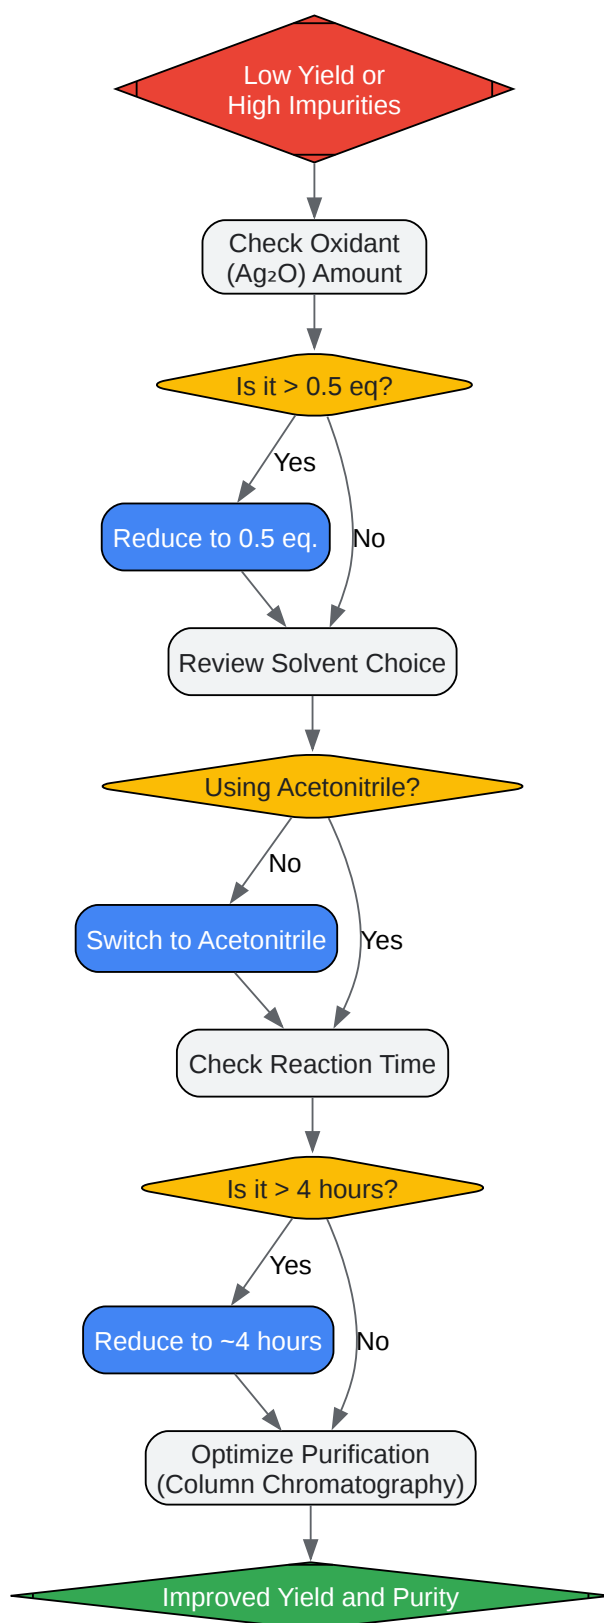 Low Yield or
High Impurities
Check Oxidant
(Ag₂O) Amount
Is it > 0.5 eq?
Yes
Reduce to 0.5 eq.
No
Review Solvent Choice
Using Acetonitrile?
No
Switch to Acetonitrile
Yes
Check Reaction Time
Is it > 4 hours?
Yes
Reduce to ~4 hours
No
Optimize Purification
(Column Chromatography)
Improved Yield and Purity